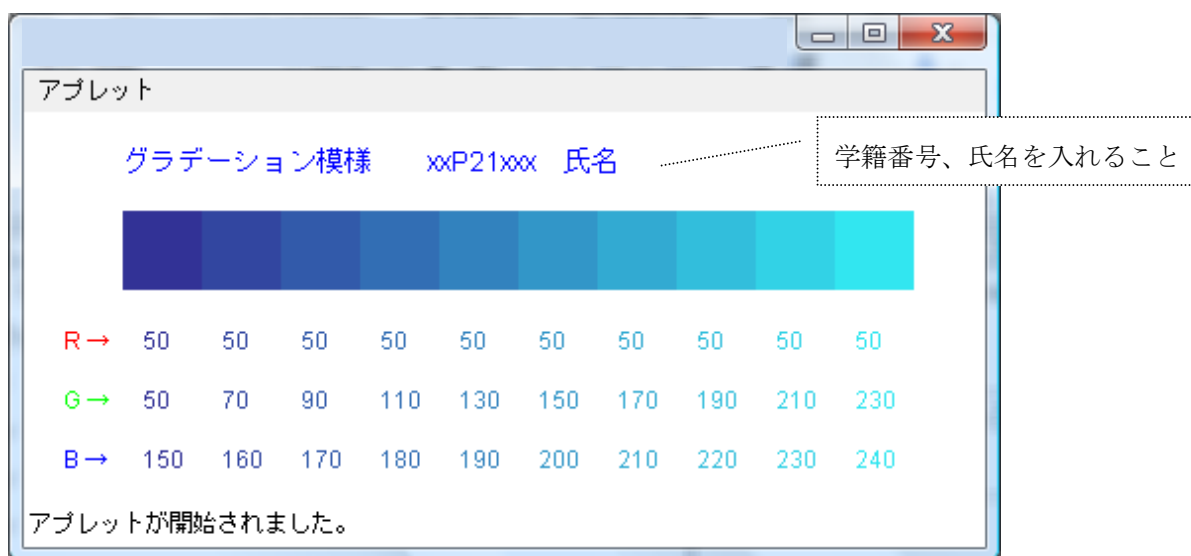 アプレット
グラデーション模様 xxP21xxx 氏名
学籍番号、氏名を入れること
R→ 50 50 50 50 50 50 50 50 50 50
G→ 50 70 90 110 130 150 170 190 210 230
B→ 150 160 170 180 190 200 210 220 230 240
アプレットが開始されました。